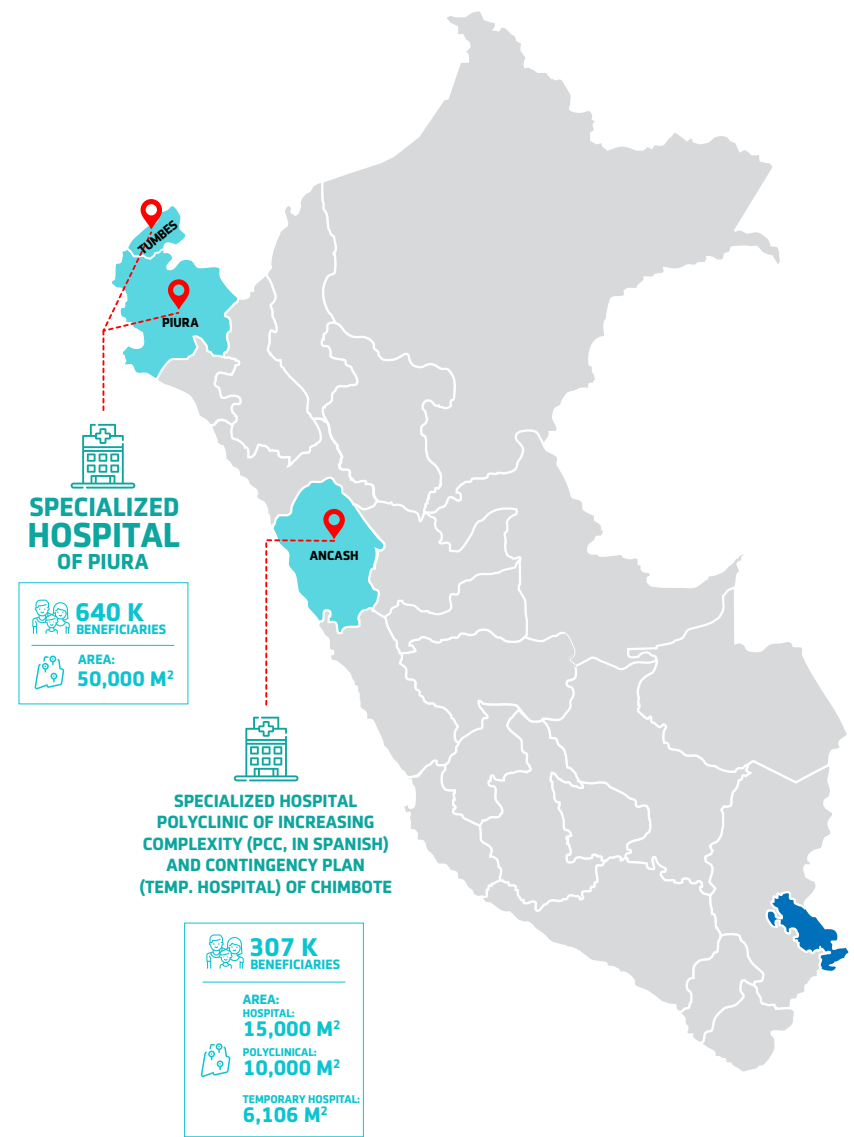 TUMBES
PIURA
SPECIALIZED
HOSPITAL
OF PIURA
640 K
BENEFICIARIES
AREA:
50,000 M²
ANCASH
SPECIALIZED HOSPITAL
POLYCLINIC OF INCREASING
COMPLEXITY (PCC, IN SPANISH)
AND CONTINGENCY PLAN
(TEMP. HOSPITAL) OF CHIMBOTE
307 K
BENEFICIARIES
AREA:
HOSPITAL:
15,000 M²
POLYCLINICAL:
10,000 M²
TEMPORARY HOSPITAL:
6,106 M²